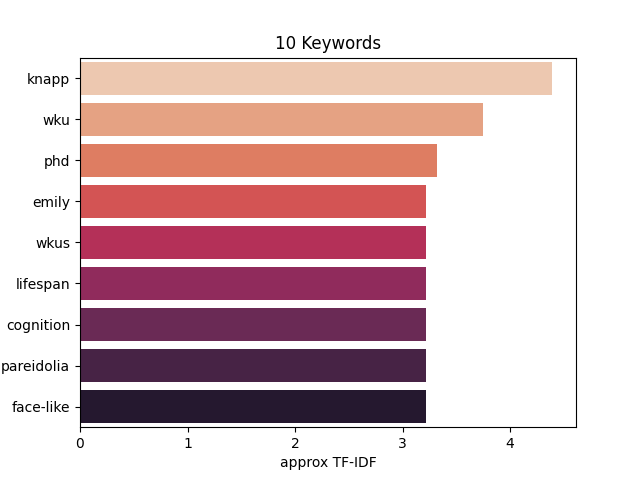 10 Keywords
knapp
wku
phd
emily
wkus
lifespan
cognition
pareidolia
face-like
0 1 2 3 4
approx TF-IDF